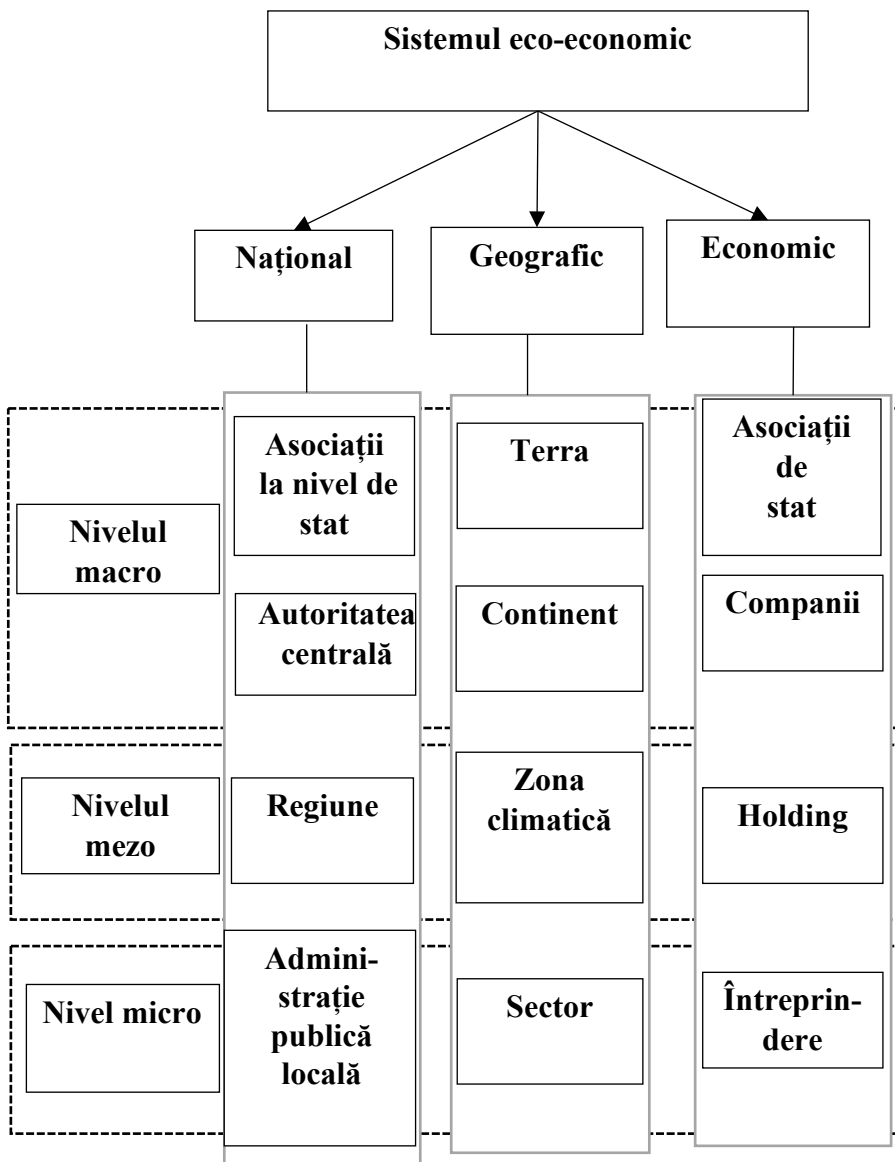 Sistemul eco-economic
Național
Geografic
Economic
Nivelul
macro
Asociații
la nivel de
stat
Terra
Asociații
de
stat
Autoritatea
centrală
Continent
Companii
Nivelul
mezo
Regiune
Zona
climatică
Holding
Nivel micro
Admini-
strație
publică
locală
Sector
Întreprin-
dere